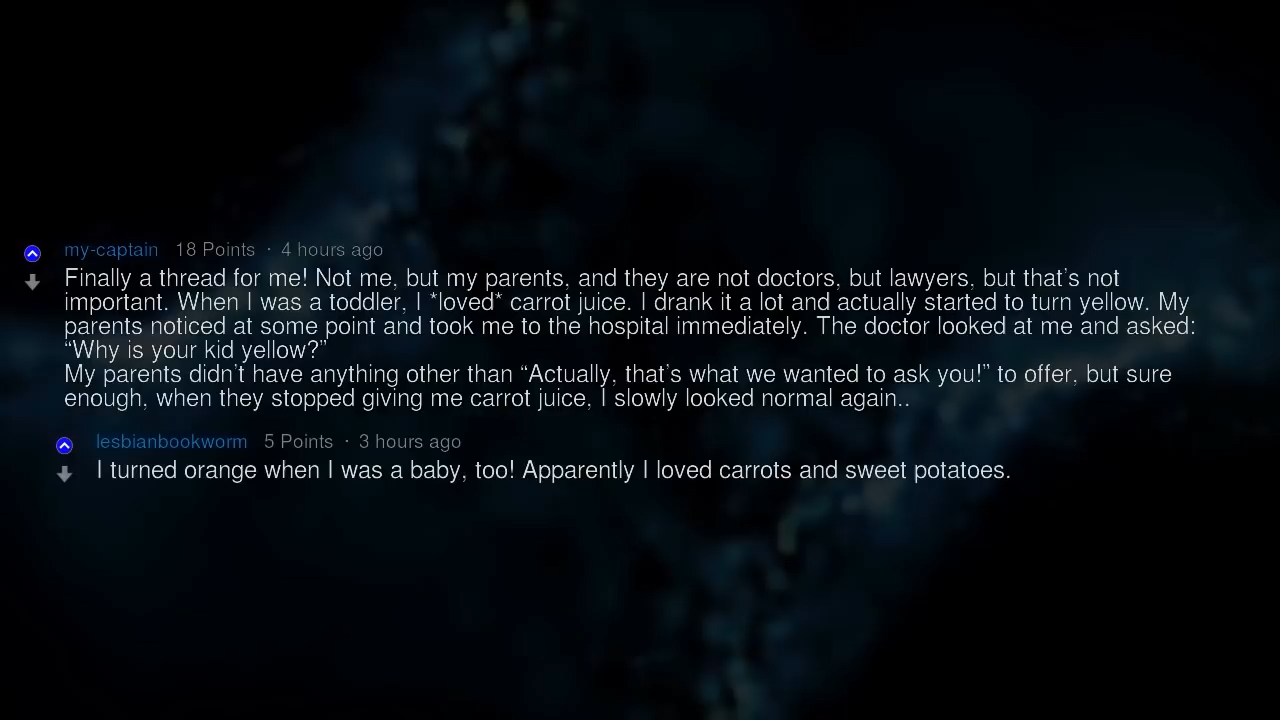 my-captain 18 Points · 4 hours ago
Finally a thread for me! Not me, but my parents, and they are not doctors, but lawyers, but that’s not
important. When I was a toddler, I *loved* carrot juice. I drank it a lot and actually started to turn yellow. My
parents noticed at some point and took me to the hospital immediately. The doctor looked at me and asked:
“Why is your kid yellow?”
My parents didn’t have anything other than “Actually, that’s what we wanted to ask you!” to offer, but sure
enough, when they stopped giving me carrot juice, I slowly looked normal again..
lesbianbookworm 5 Points · 3 hours ago
I turned orange when I was a baby, too! Apparently I loved carrots and sweet potatoes.